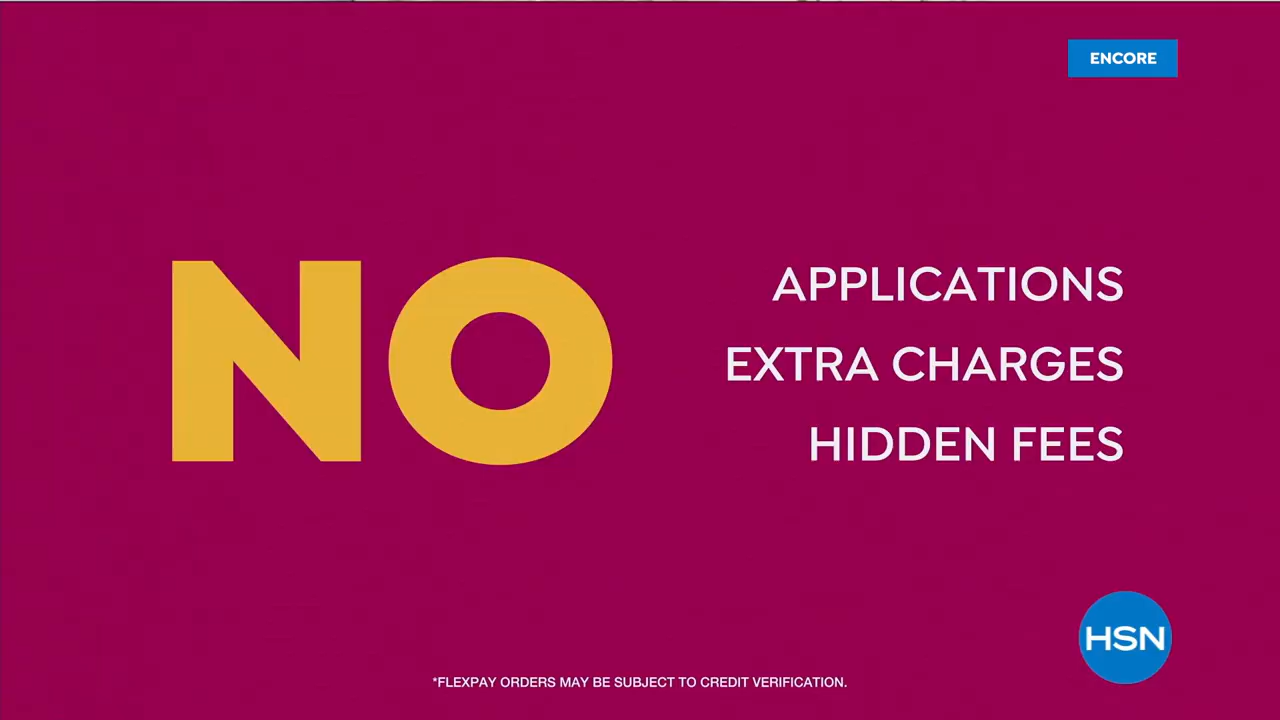 ENCORE
NO
APPLICATIONS
EXTRA CHARGES
HIDDEN FEES
HSN
*FLEXPAY ORDERS MAY BE SUBJECT TO CREDIT VERIFICATION.